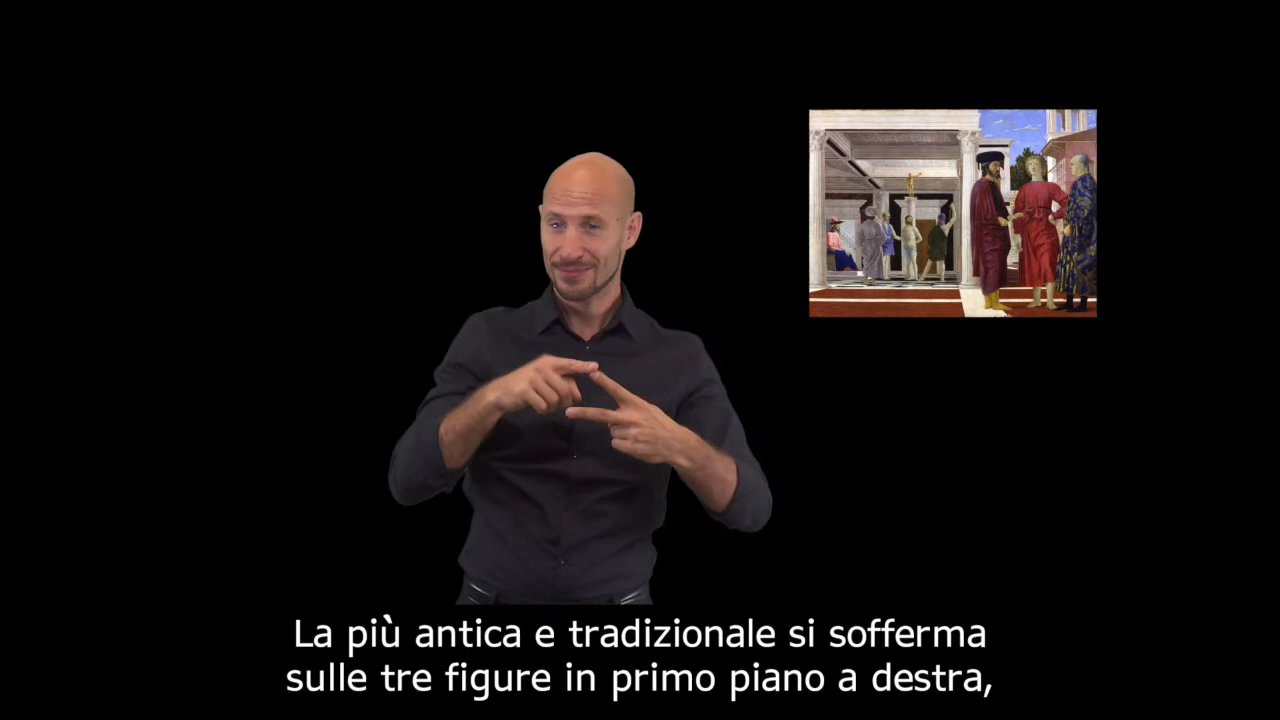 La più antica e tradizionale si sofferma
sulle tre figure in primo piano a destra,